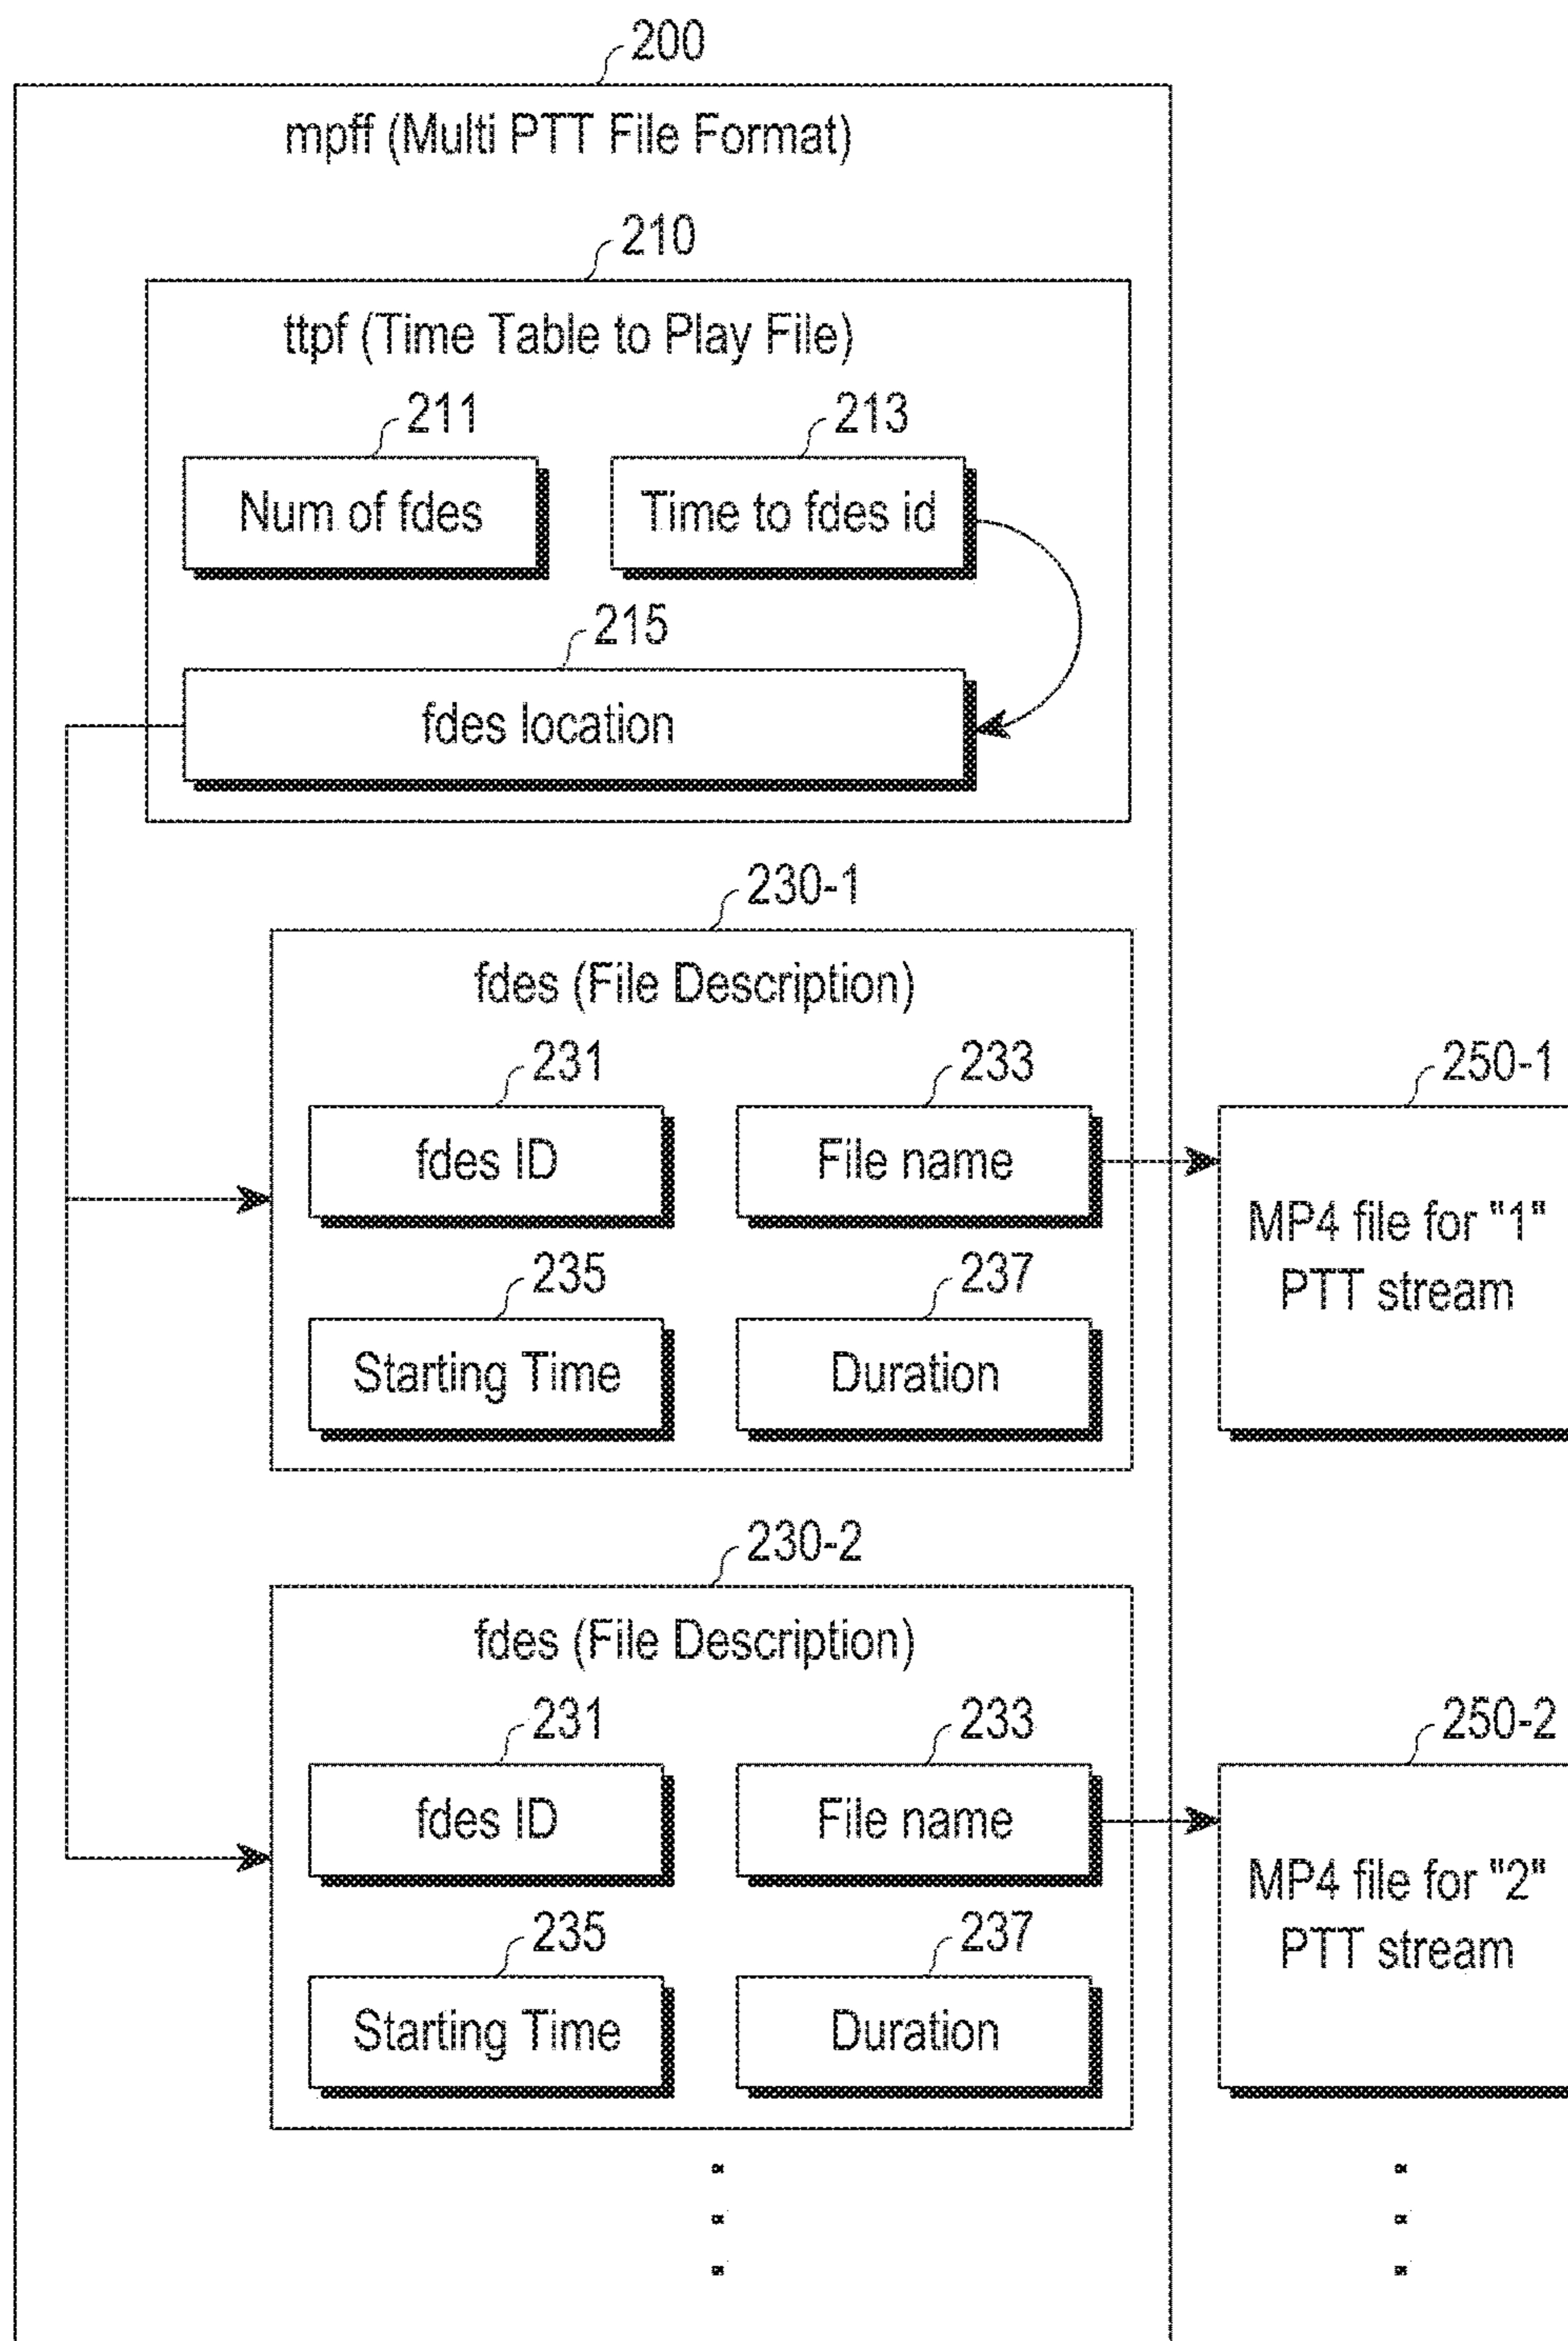 200
mpff (Multi PTT File Format)
210
ttpf (Time Table to Play File)
211
213
Num of fdes
Time to fdes id
215
fdes location
230-1
fdes (File Description)
231
233
250-1
fdes ID
File name
MP4 file for "1"
PTT stream
235
237
Starting Time
Duration
230-2
fdes (File Description)
231
233
250-2
fdes ID
File name
MP4 file for "2"
PTT stream
235
237
Starting Time
Duration